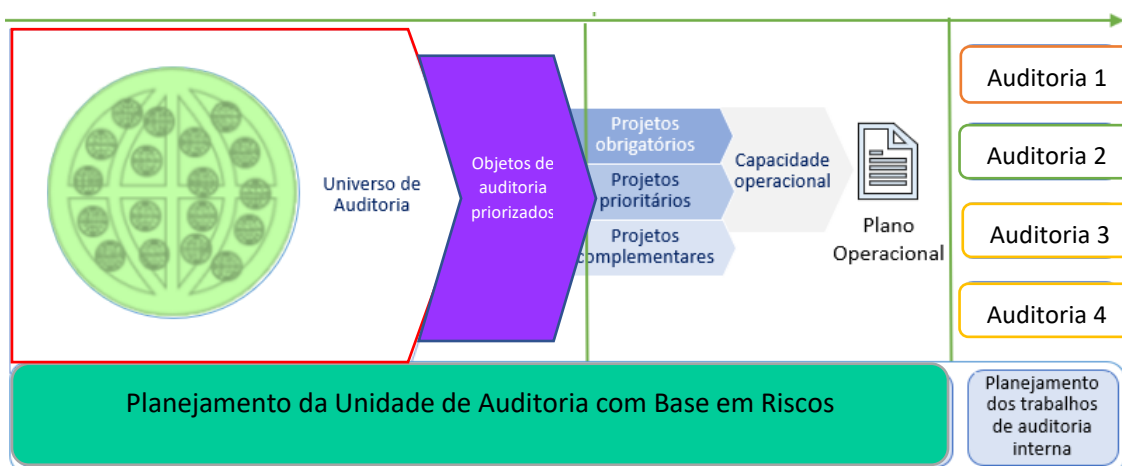 Universo de
Auditoria
Objetos de
auditoria
priorizados
Projetos
obrigatórios
Projetos
prioritários
Projetos
complementares
Capacidade
operacional
Plano
Operacional
Auditoria 1
Auditoria 2
Auditoria 3
Auditoria 4
Planejamento da Unidade de Auditoria com Base em Riscos
Planejamento
dos trabalhos
de auditoria
interna